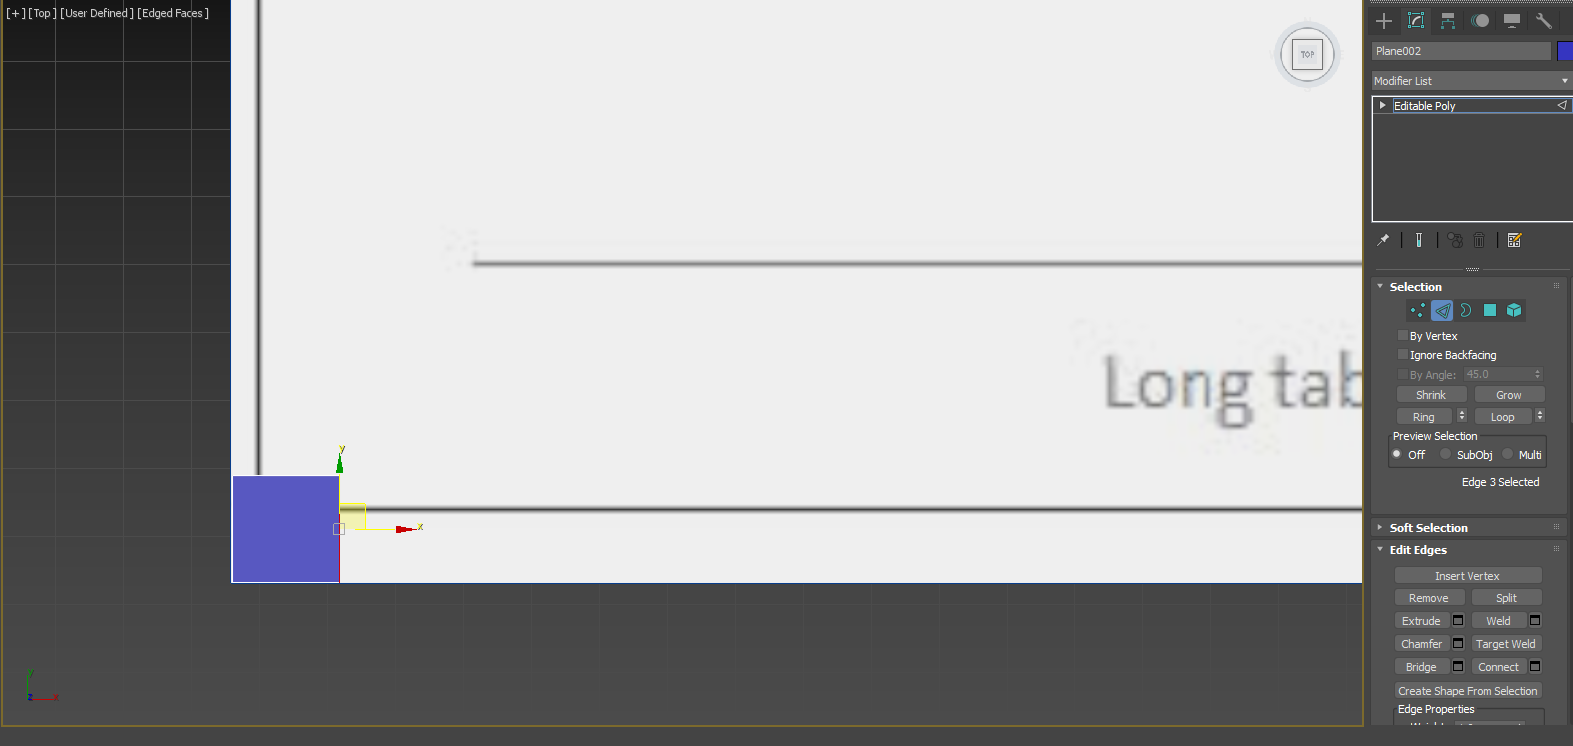 [+][Top][User Defined][Edged Faces]
TOP
Long tab
y
x
y
z
x
Plane002
Modifier List
Editable Poly
Selection
By Vertex
Ignore Backfacing
By Angle: 45.0
Shrink Grow
Ring Loop
Preview Selection
Off SubObj Multi
Edge 3 Selected
Soft Selection
Edit Edges
Insert Vertex
Remove Split
Extrude Weld
Chamfer Target Weld
Bridge Connect
Create Shape From Selection
Edge Properties